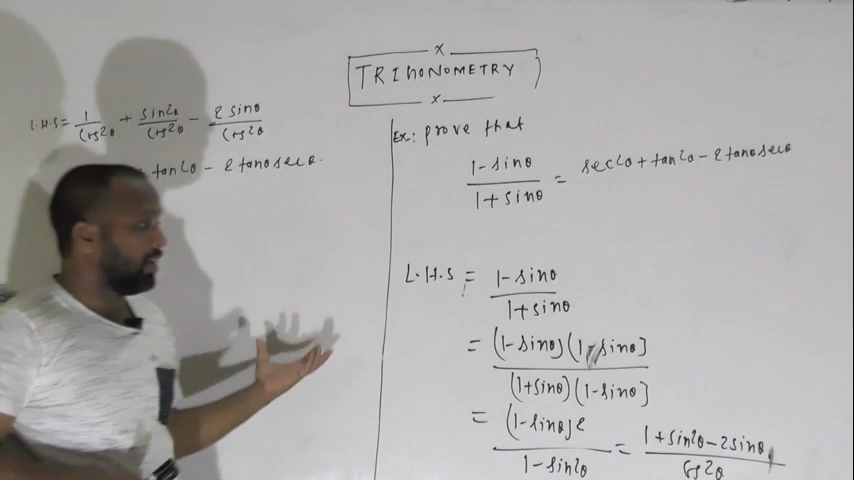 TRIGONOMETRY
L.H.S = 1/cos²θ + sin²θ/cos²θ - 2sinθ/cos²θ
+ tan²θ - 2tanθsecθ.
Ex: prove that
1-sinθ/1+sinθ = sec²θ+tan²θ-2tanθsecθ
L.H.S = 1-sinθ/1+sinθ
= (1-sinθ)(1-sinθ)/(1+sinθ)(1-sinθ)
= (1-sinθ)²/1-sin²θ = 1+sin²θ-2sinθ/cos²θ